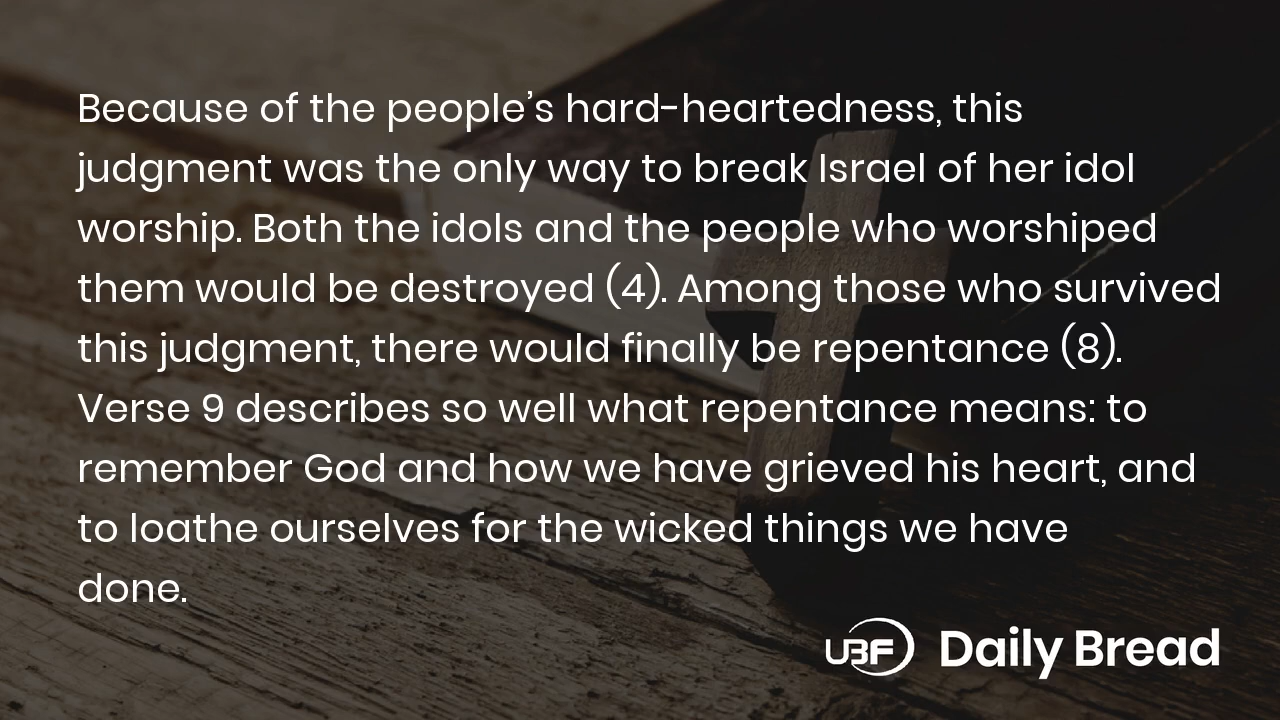 Because of the people’s hard-heartedness, this
judgment was the only way to break Israel of her idol
worship. Both the idols and the people who worshiped
them would be destroyed (4). Among those who survived
this judgment, there would finally be repentance (8).
Verse 9 describes so well what repentance means: to
remember God and how we have grieved his heart, and
to loathe ourselves for the wicked things we have
done.
UBF Daily Bread